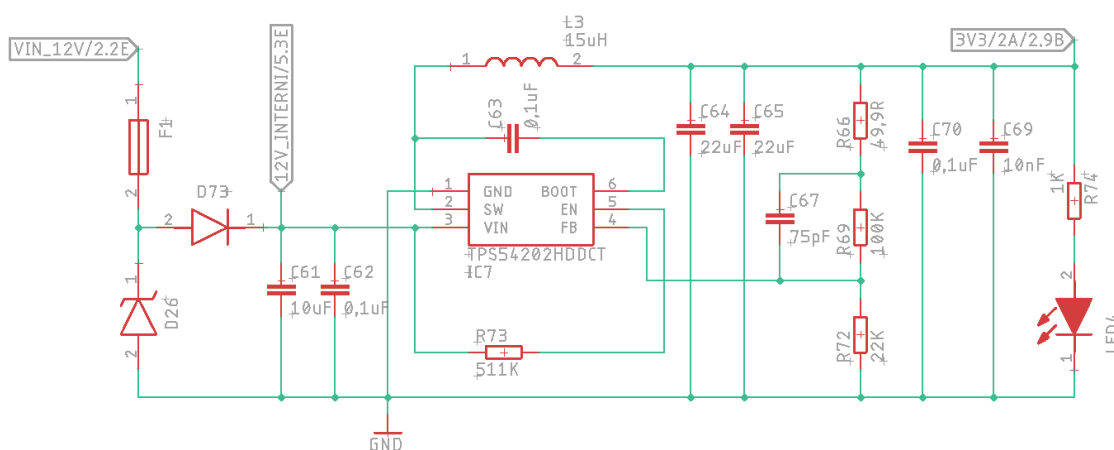 VIN_12V/2.2E
1
F1
2
2
D73
1
1
D26
2
12V_INTERNI/5.3E
C61
10uF
C62
0,1uF
L3
15uH
1
2
C63
0,1uF
1
GND
BOOT
6
2
SW
EN
5
3
VIN
FB
4
TPS54202HDDCT
IC7
R73
511K
GND
C64
22uF
C65
22uF
R66
49,9R
C67
75pF
R69
100K
R72
22K
C70
0,1uF
C69
10nF
3V3/2A/2.9B
1K
R74
2
LED4
1